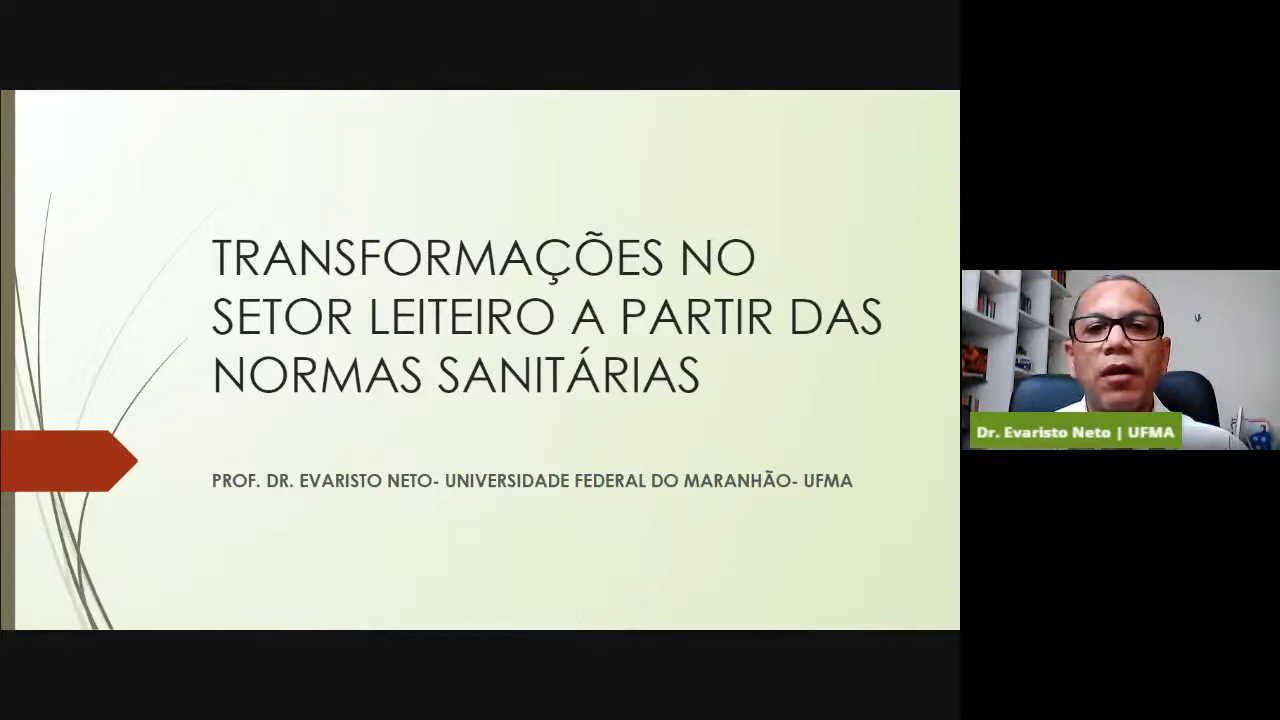 TRANSFORMAÇÕES NO
SETOR LEITEIRO A PARTIR DAS
NORMAS SANITÁRIAS
PROF. DR. EVARISTO NETO- UNIVERSIDADE FEDERAL DO MARANHÃO- UFMA
Dr. Evaristo Neto | UFMA